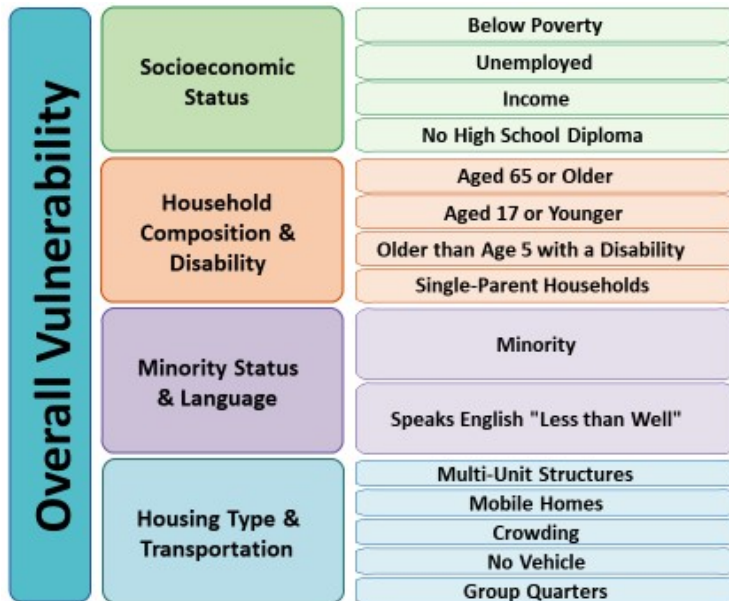 Overall Vulnerability
Socioeconomic
Status
Below Poverty
Unemployed
Income
No High School Diploma
Household
Composition &
Disability
Aged 65 or Older
Aged 17 or Younger
Older than Age 5 with a Disability
Single-Parent Households
Minority Status
& Language
Minority
Speaks English "Less than Well"
Housing Type &
Transportation
Multi-Unit Structures
Mobile Homes
Crowding
No Vehicle
Group Quarters